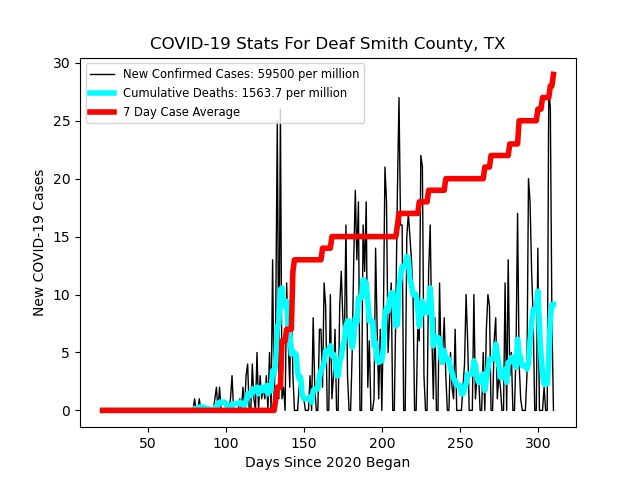 COVID-19 Stats For Deaf Smith County, TX
New Confirmed Cases: 59500 per million
Cumulative Deaths: 1563.7 per million
7 Day Case Average
New COVID-19 Cases
30
25
20
15
10
5
0
50 100 150 200 250 300
Days Since 2020 Began